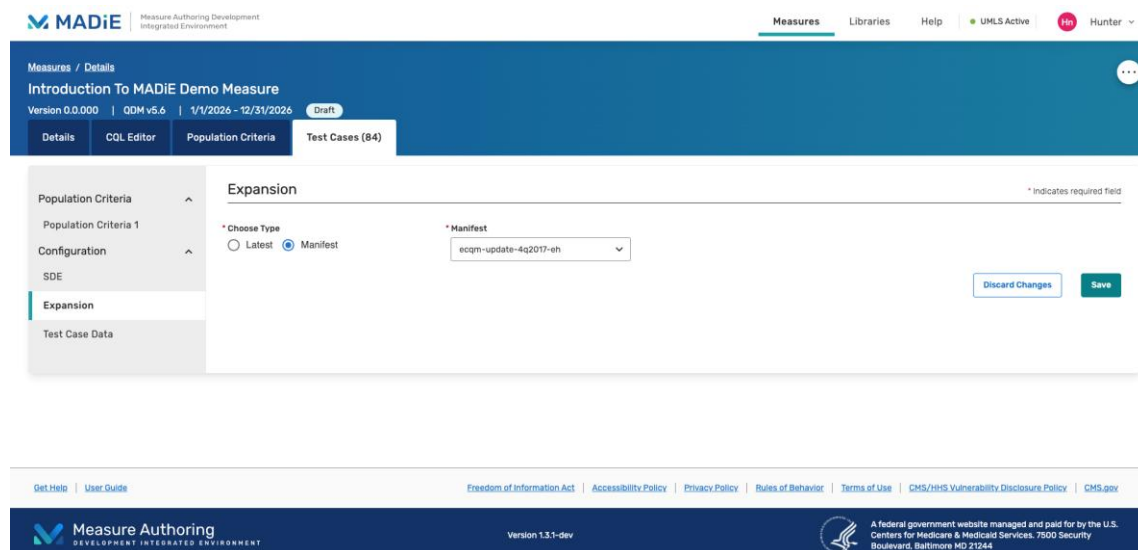 MADiE
Measure Authoring Development
Integrated Environment
Measures Libraries Help UMLS Active Hn Hunter
Measures / Details
Introduction To MADiE Demo Measure
Version 0.0.000 | QDM v5.6 | 1/1/2026 - 12/31/2026 Draft
Details CQL Editor Population Criteria Test Cases (84)
Population Criteria
Population Criteria 1
Configuration
SDE
Expansion
Test Case Data
Expansion
* Indicates required field
* Choose Type
Latest Manifest
* Manifest
ecqm-update-4q2017-eh
Discard Changes Save
Get Help | User Guide
Freedom of Information Act | Accessibility Policy | Privacy Policy | Rules of Behavior | Terms of Use | CMS/HHS Vulnerability Disclosure Policy | CMS.gov
Measure Authoring
DEVELOPMENT INTEGRATED ENVIRONMENT
Version 1.3.1-dev
A federal government website managed and paid for by the U.S.
Centers for Medicare & Medicaid Services. 7500 Security
Boulevard, Baltimore MD 21244